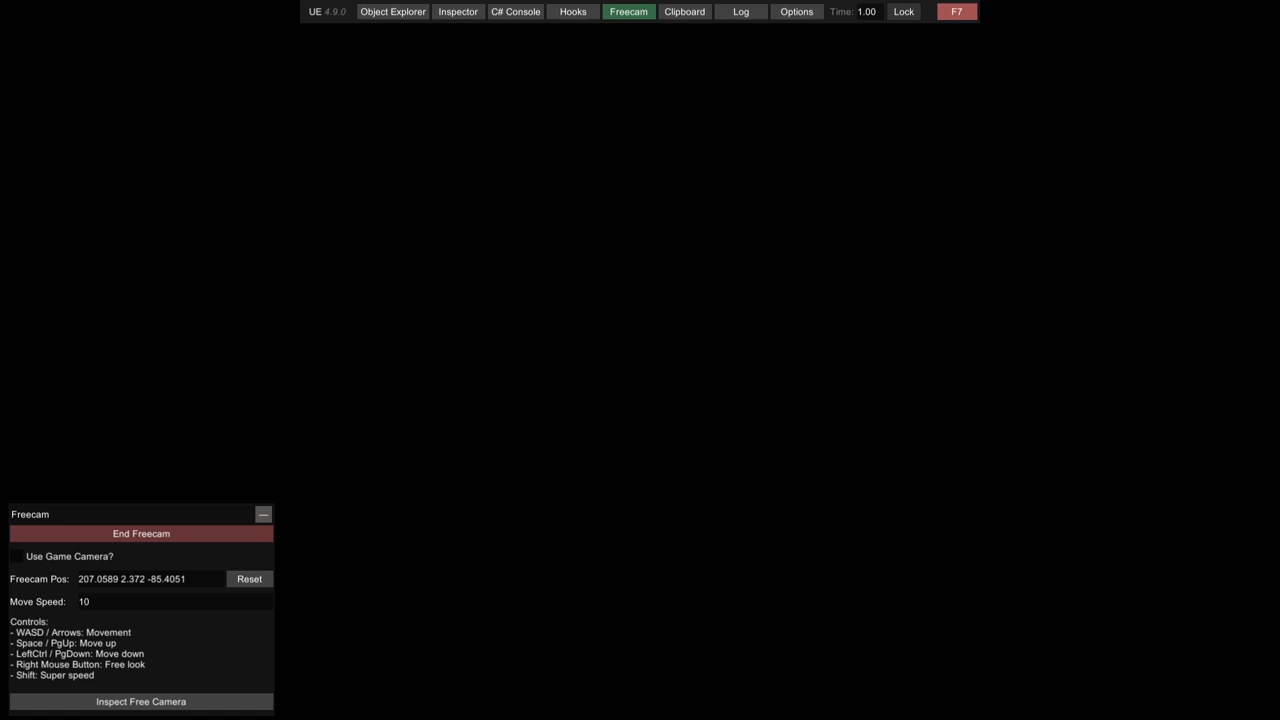 UE 4.9.0 Object Explorer Inspector C# Console Hooks Freecam Clipboard Log Options Time: 1.00 Lock F7
Freecam —
End Freecam
Use Game Camera?
Freecam Pos: 207.0589 2.372 -85.4051 Reset
Move Speed: 10
Controls:
- WASD / Arrows: Movement
- Space / PgUp: Move up
- LeftCtrl / PgDown: Move down
- Right Mouse Button: Free look
- Shift: Super speed
Inspect Free Camera